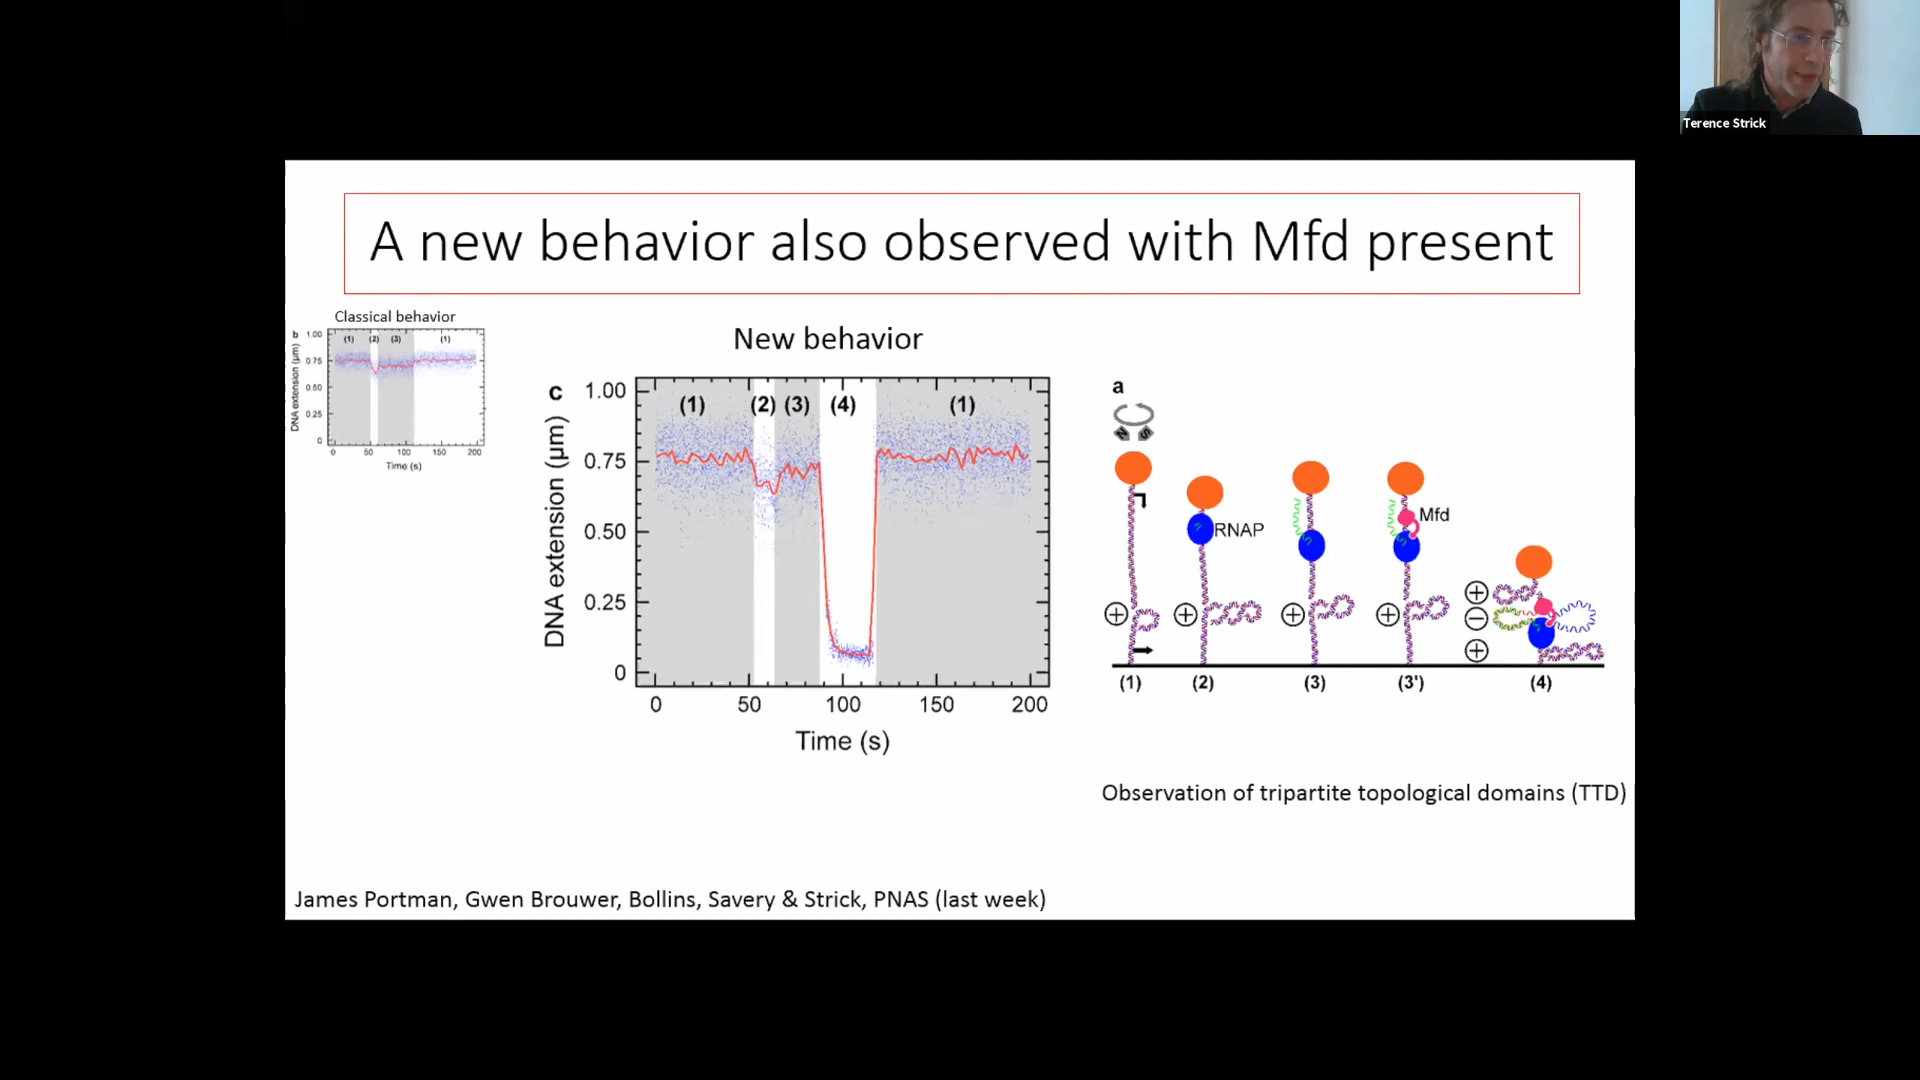 Terence Strick
A new behavior also observed with Mfd present
Classical behavior
b
1.00
0.75
0.50
0.25
0
DNA extension (μm)
(1) (2) (3) (1)
0 50 100 150 200
Time (s)
New behavior
c
1.00
0.75
0.50
0.25
0
DNA extension (μm)
(1) (2) (3) (4) (1)
0 50 100 150 200
Time (s)
a
N S
RNAP
Mfd
+ + + + + − +
(1) (2) (3) (3') (4)
Observation of tripartite topological domains (TTD)
James Portman, Gwen Brouwer, Bollins, Savery & Strick, PNAS (last week)